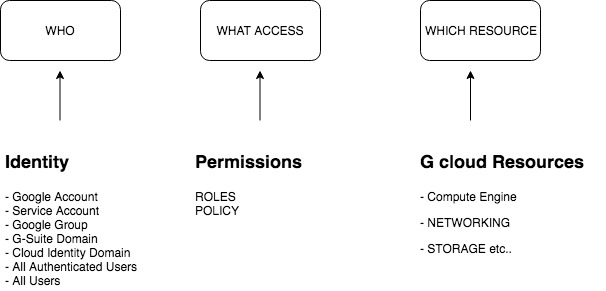 WHO
WHAT ACCESS
WHICH RESOURCE
Identity
- Google Account
- Service Account
- Google Group
- G-Suite Domain
- Cloud Identity Domain
- All Authenticated Users
- All Users
Permissions
ROLES
POLICY
G cloud Resources
- Compute Engine
- NETWORKING
- STORAGE etc..